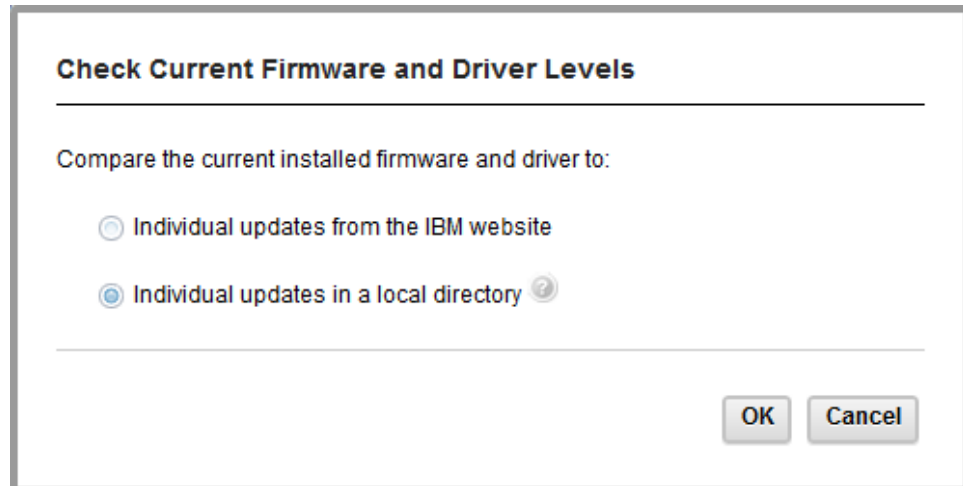 Check Current Firmware and Driver Levels
Compare the current installed firmware and driver to:
Individual updates from the IBM website
Individual updates in a local directory ?
OK Cancel